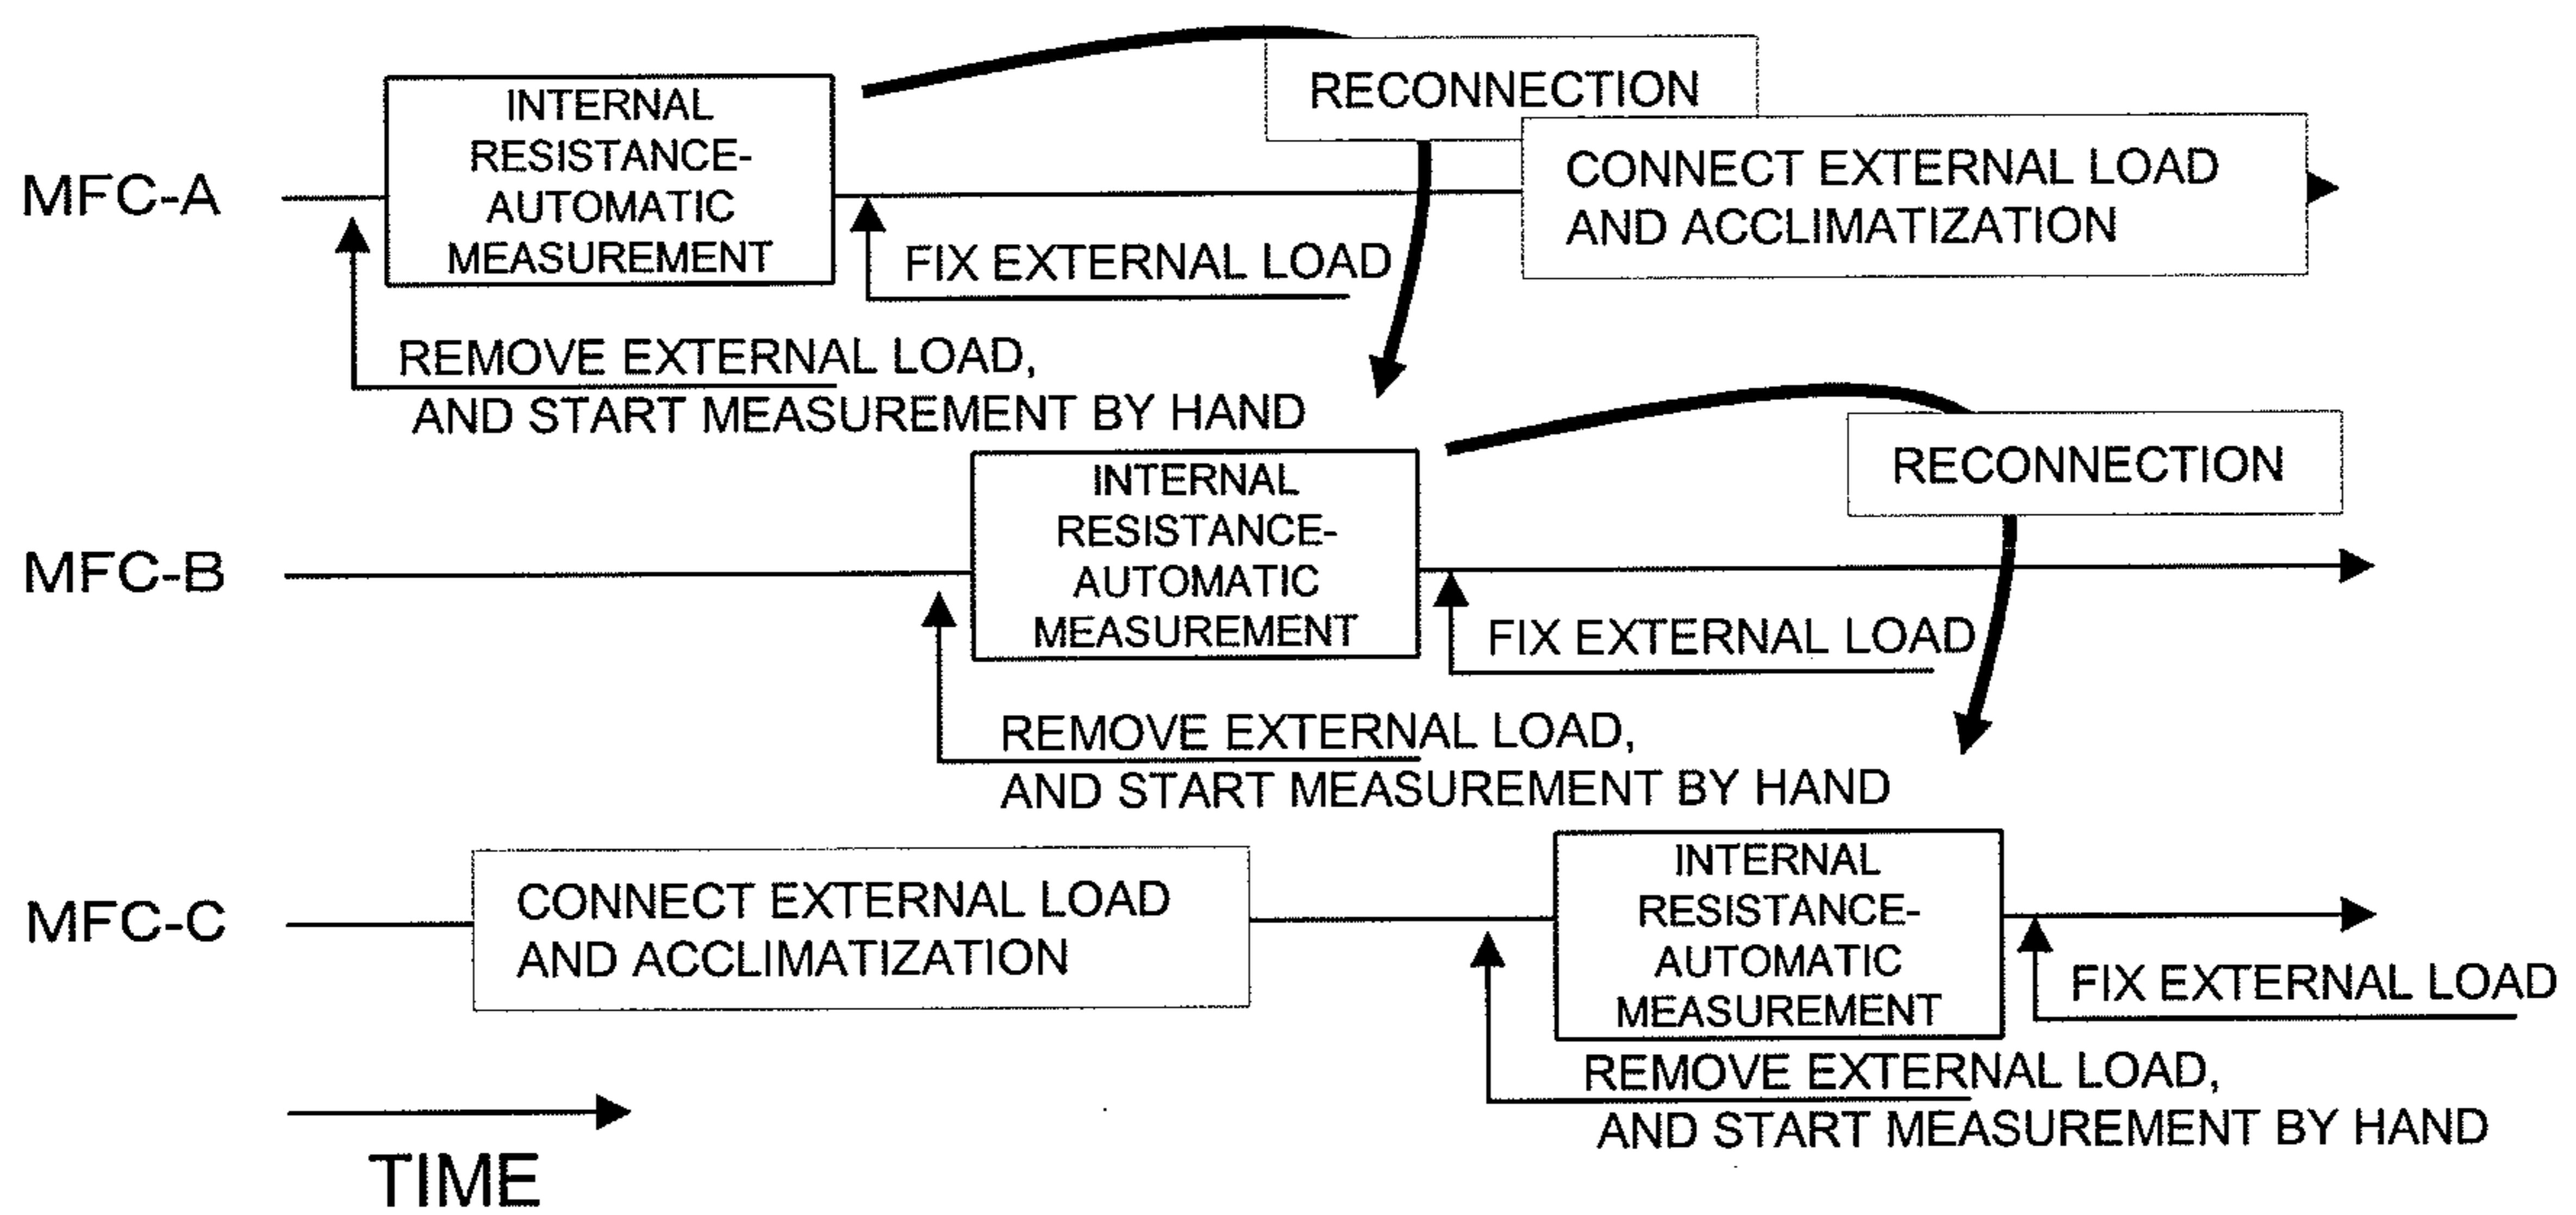 RECONNECTION
INTERNAL
RESISTANCE-
AUTOMATIC
MEASUREMENT
MFC-A
CONNECT EXTERNAL LOAD
AND ACCLIMATIZATION
FIX EXTERNAL LOAD
REMOVE EXTERNAL LOAD,
AND START MEASUREMENT BY HAND
RECONNECTION
INTERNAL
RESISTANCE-
AUTOMATIC
MEASUREMENT
MFC-B
FIX EXTERNAL LOAD
REMOVE EXTERNAL LOAD,
AND START MEASUREMENT BY HAND
MFC-C
CONNECT EXTERNAL LOAD
AND ACCLIMATIZATION
INTERNAL
RESISTANCE-
AUTOMATIC
MEASUREMENT
FIX EXTERNAL LOAD
REMOVE EXTERNAL LOAD,
AND START MEASUREMENT BY HAND
TIME